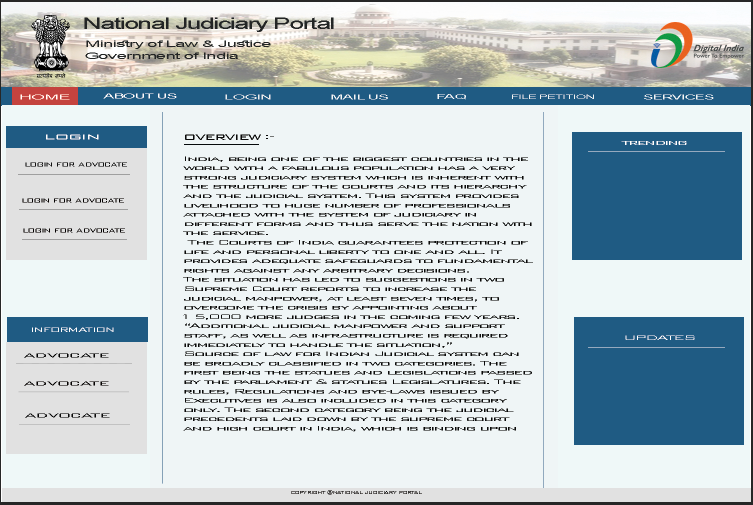 National Judiciary Portal
Ministry of Law & Justice
Government of India
सत्यमेव जयते
Digital India
Power To Empower
HOME
ABOUT US
LOGIN
MAIL US
FAQ
FILE PETITION
SERVICES
LOGIN
LOGIN FOR ADVOCATE
LOGIN FOR ADVOCATE
LOGIN FOR ADVOCATE
INFORMATION
ADVOCATE
ADVOCATE
ADVOCATE
OVERVIEW :-
India, being one of the biggest countries in the
world with a fabulous population has a very
strong judiciary system which is inherent with
the structure of the courts and its hierarchy
and the judicial system. This system provides
livelihood to huge number of professionals
attached with the system of judiciary in
different forms and thus serve the nation with
the service.
The Courts of India guarantees protection of
life and personal liberty to one and all. It
provides adequate safeguards to fundamental
rights against any arbitrary decisions.
The situation has led to suggestions in two
Supreme Court reports to increase the
judicial manpower, at least seven times, to
overcome the crisis by appointing about
15,000 more judges in the coming few years.
“Additional judicial manpower and support
staff, as well as infrastructure is required
immediately to handle the situation,”
Source of law for Indian Judicial system can
be broadly classified in two categories. The
first being the statues and legislations passed
by the parliament & statues Legislatures. The
rules, Regulations and bye-laws issued by
Executives is also included in this category
only. The second category being the judicial
precedents laid down by the supreme court
and high court in India, which is binding upon
TRENDING
UPDATES
COPYRIGHT @NATIONAL JUDICIARY PORTAL